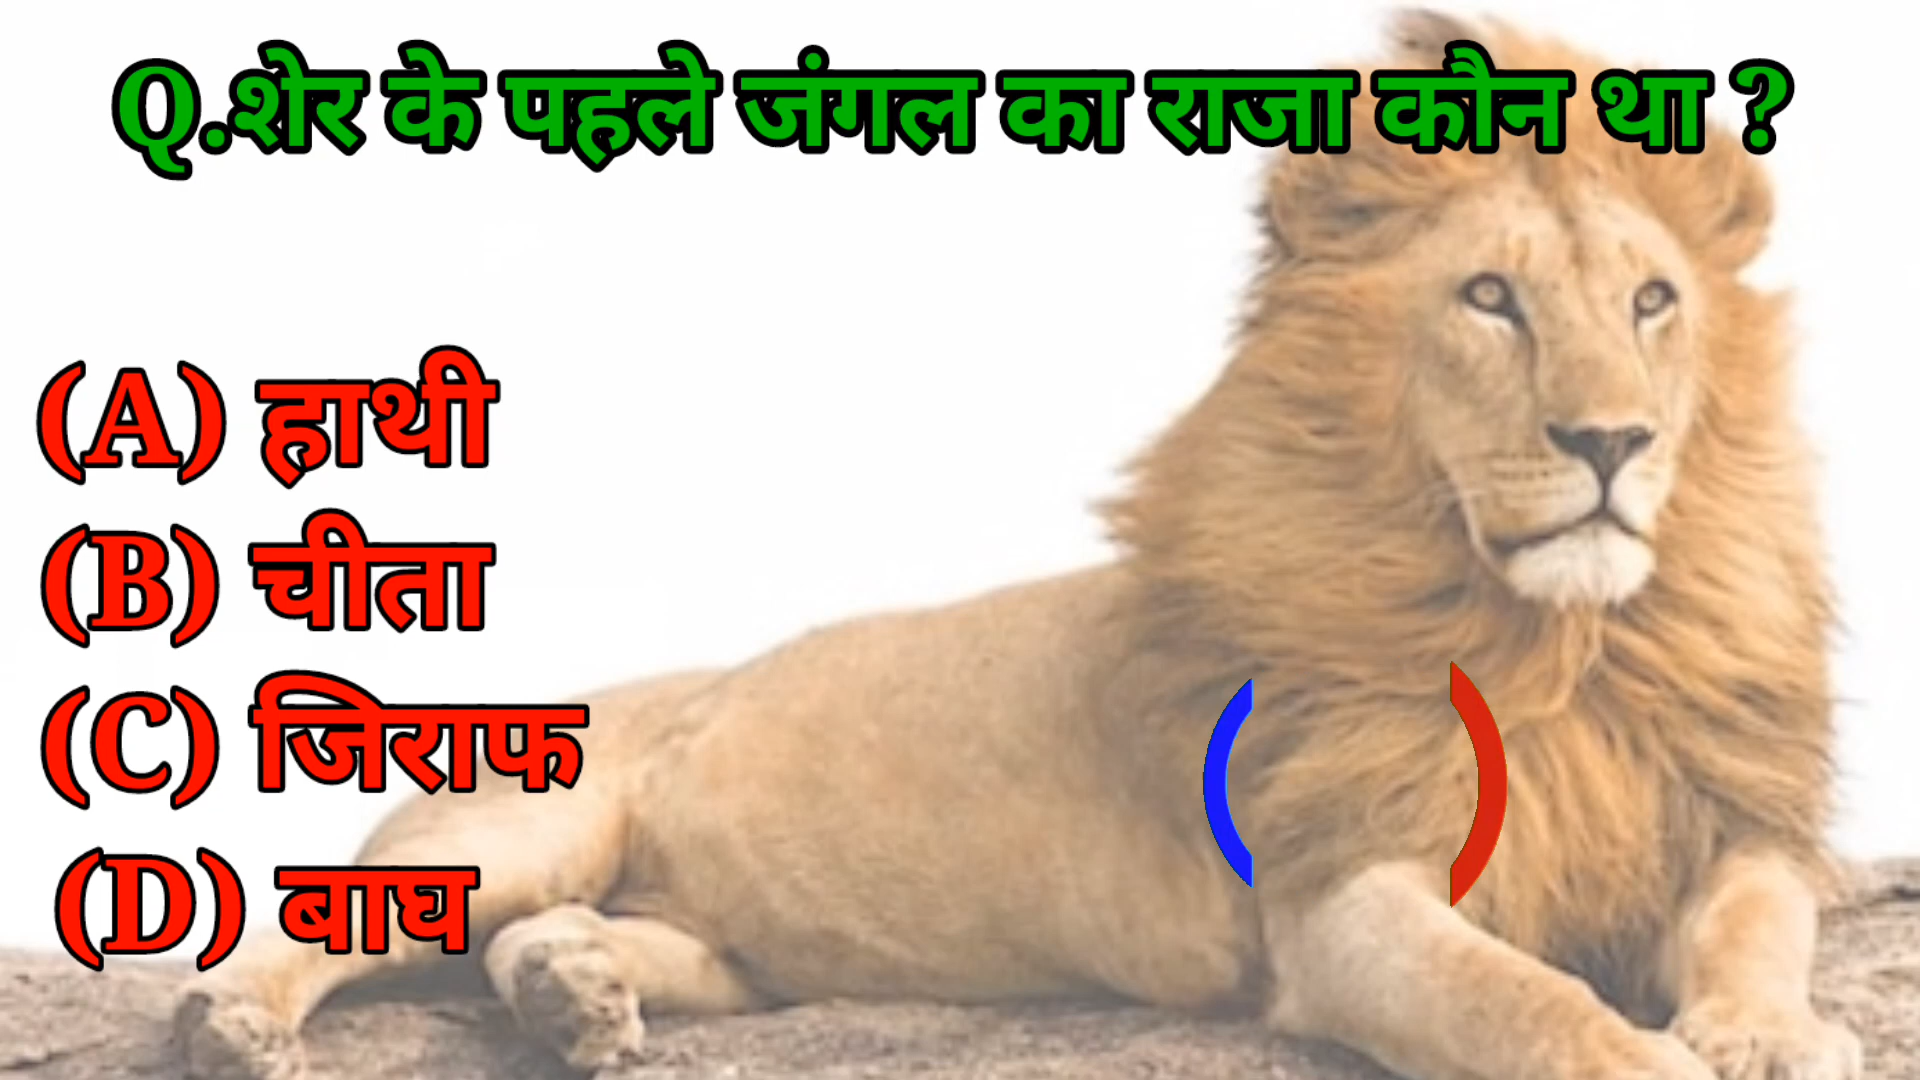 Q.शेर के पहले जंगल का राजा कौन था ?
(A) हाथी
(B) चीता
(C) जिराफ
(D) बाघ